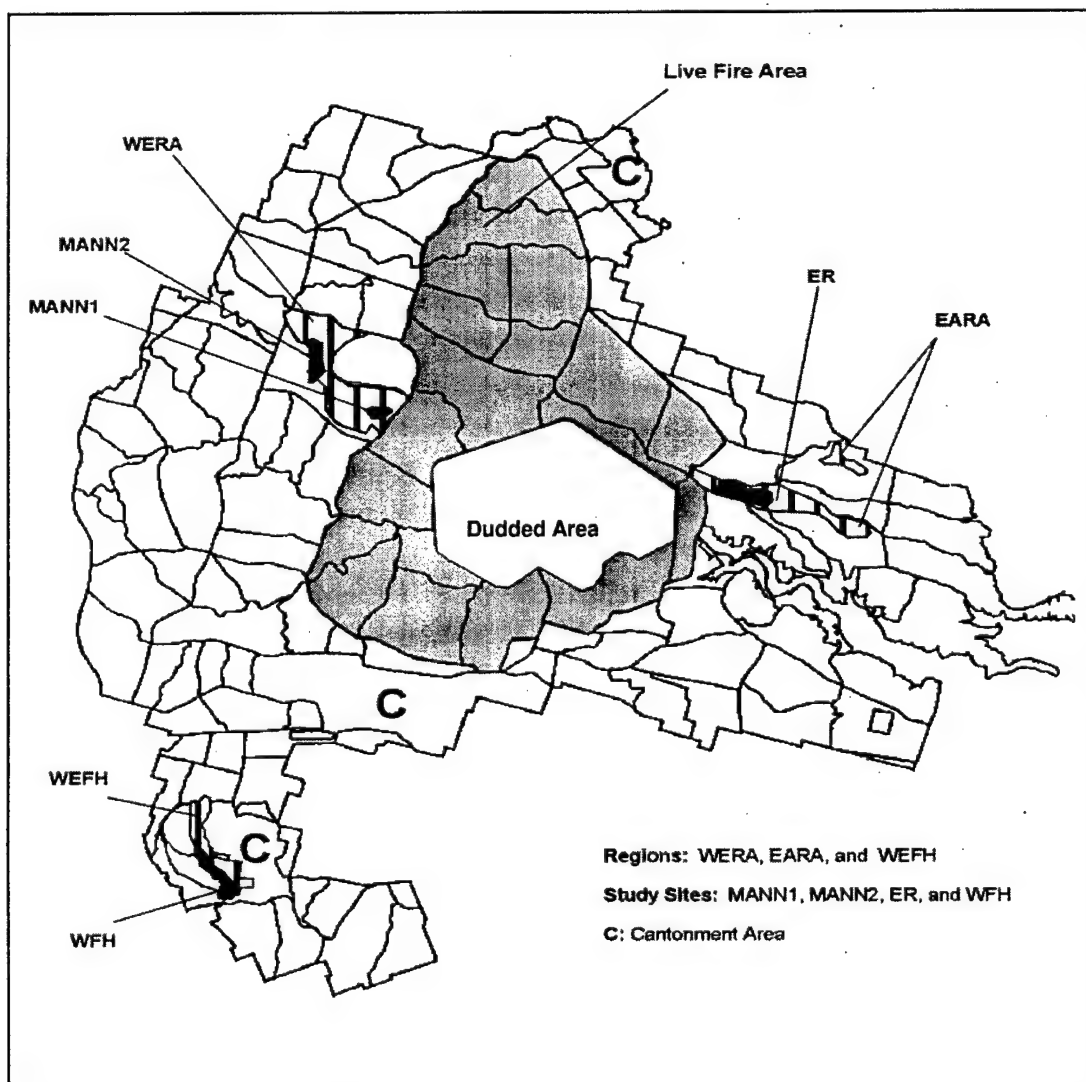 Live Fire Area
WERA
C
MANN2
ER
MANN1
EARA
Dudded Area
C
WEFH
C
Regions: WERA, EARA, and WEFH
Study Sites: MANN1, MANN2, ER, and WFH
WFH
C: Cantonment Area